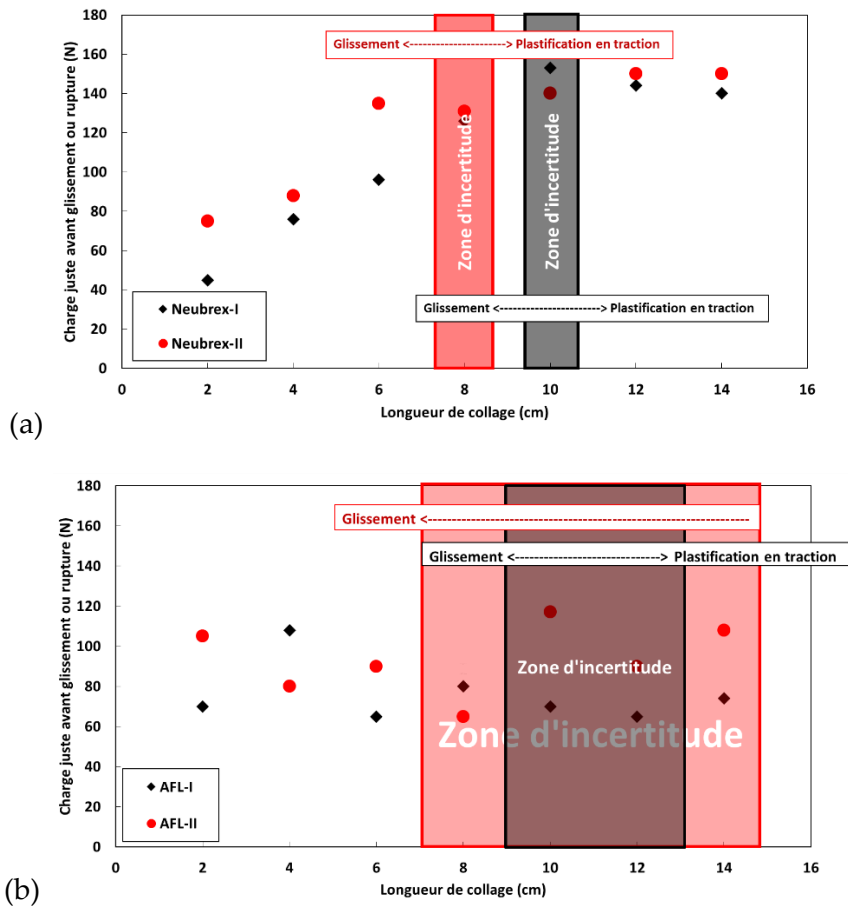 180
160
140
120
100
80
60
40
20
0
Charge juste avant glissement ou rupture (N)
Glissement <----------------------> Plastification en traction
Zone d'incertitude
Zone d'incertitude
Glissement <----------------------> Plastification en traction
Neubrex-I
Neubrex-II
0 2 4 6 8 10 12 14 16
Longueur de collage (cm)
(a)
180
160
140
120
100
80
60
40
20
0
Charge juste avant glissement ou rupture (N)
Glissement <------------------------------------------------
Glissement <------------------------------> Plastification en traction
Zone d'incertitude
Zone d'incertitude
AFL-I
AFL-II
0 2 4 6 8 10 12 14 16
Longueur de collage (cm)
(b)